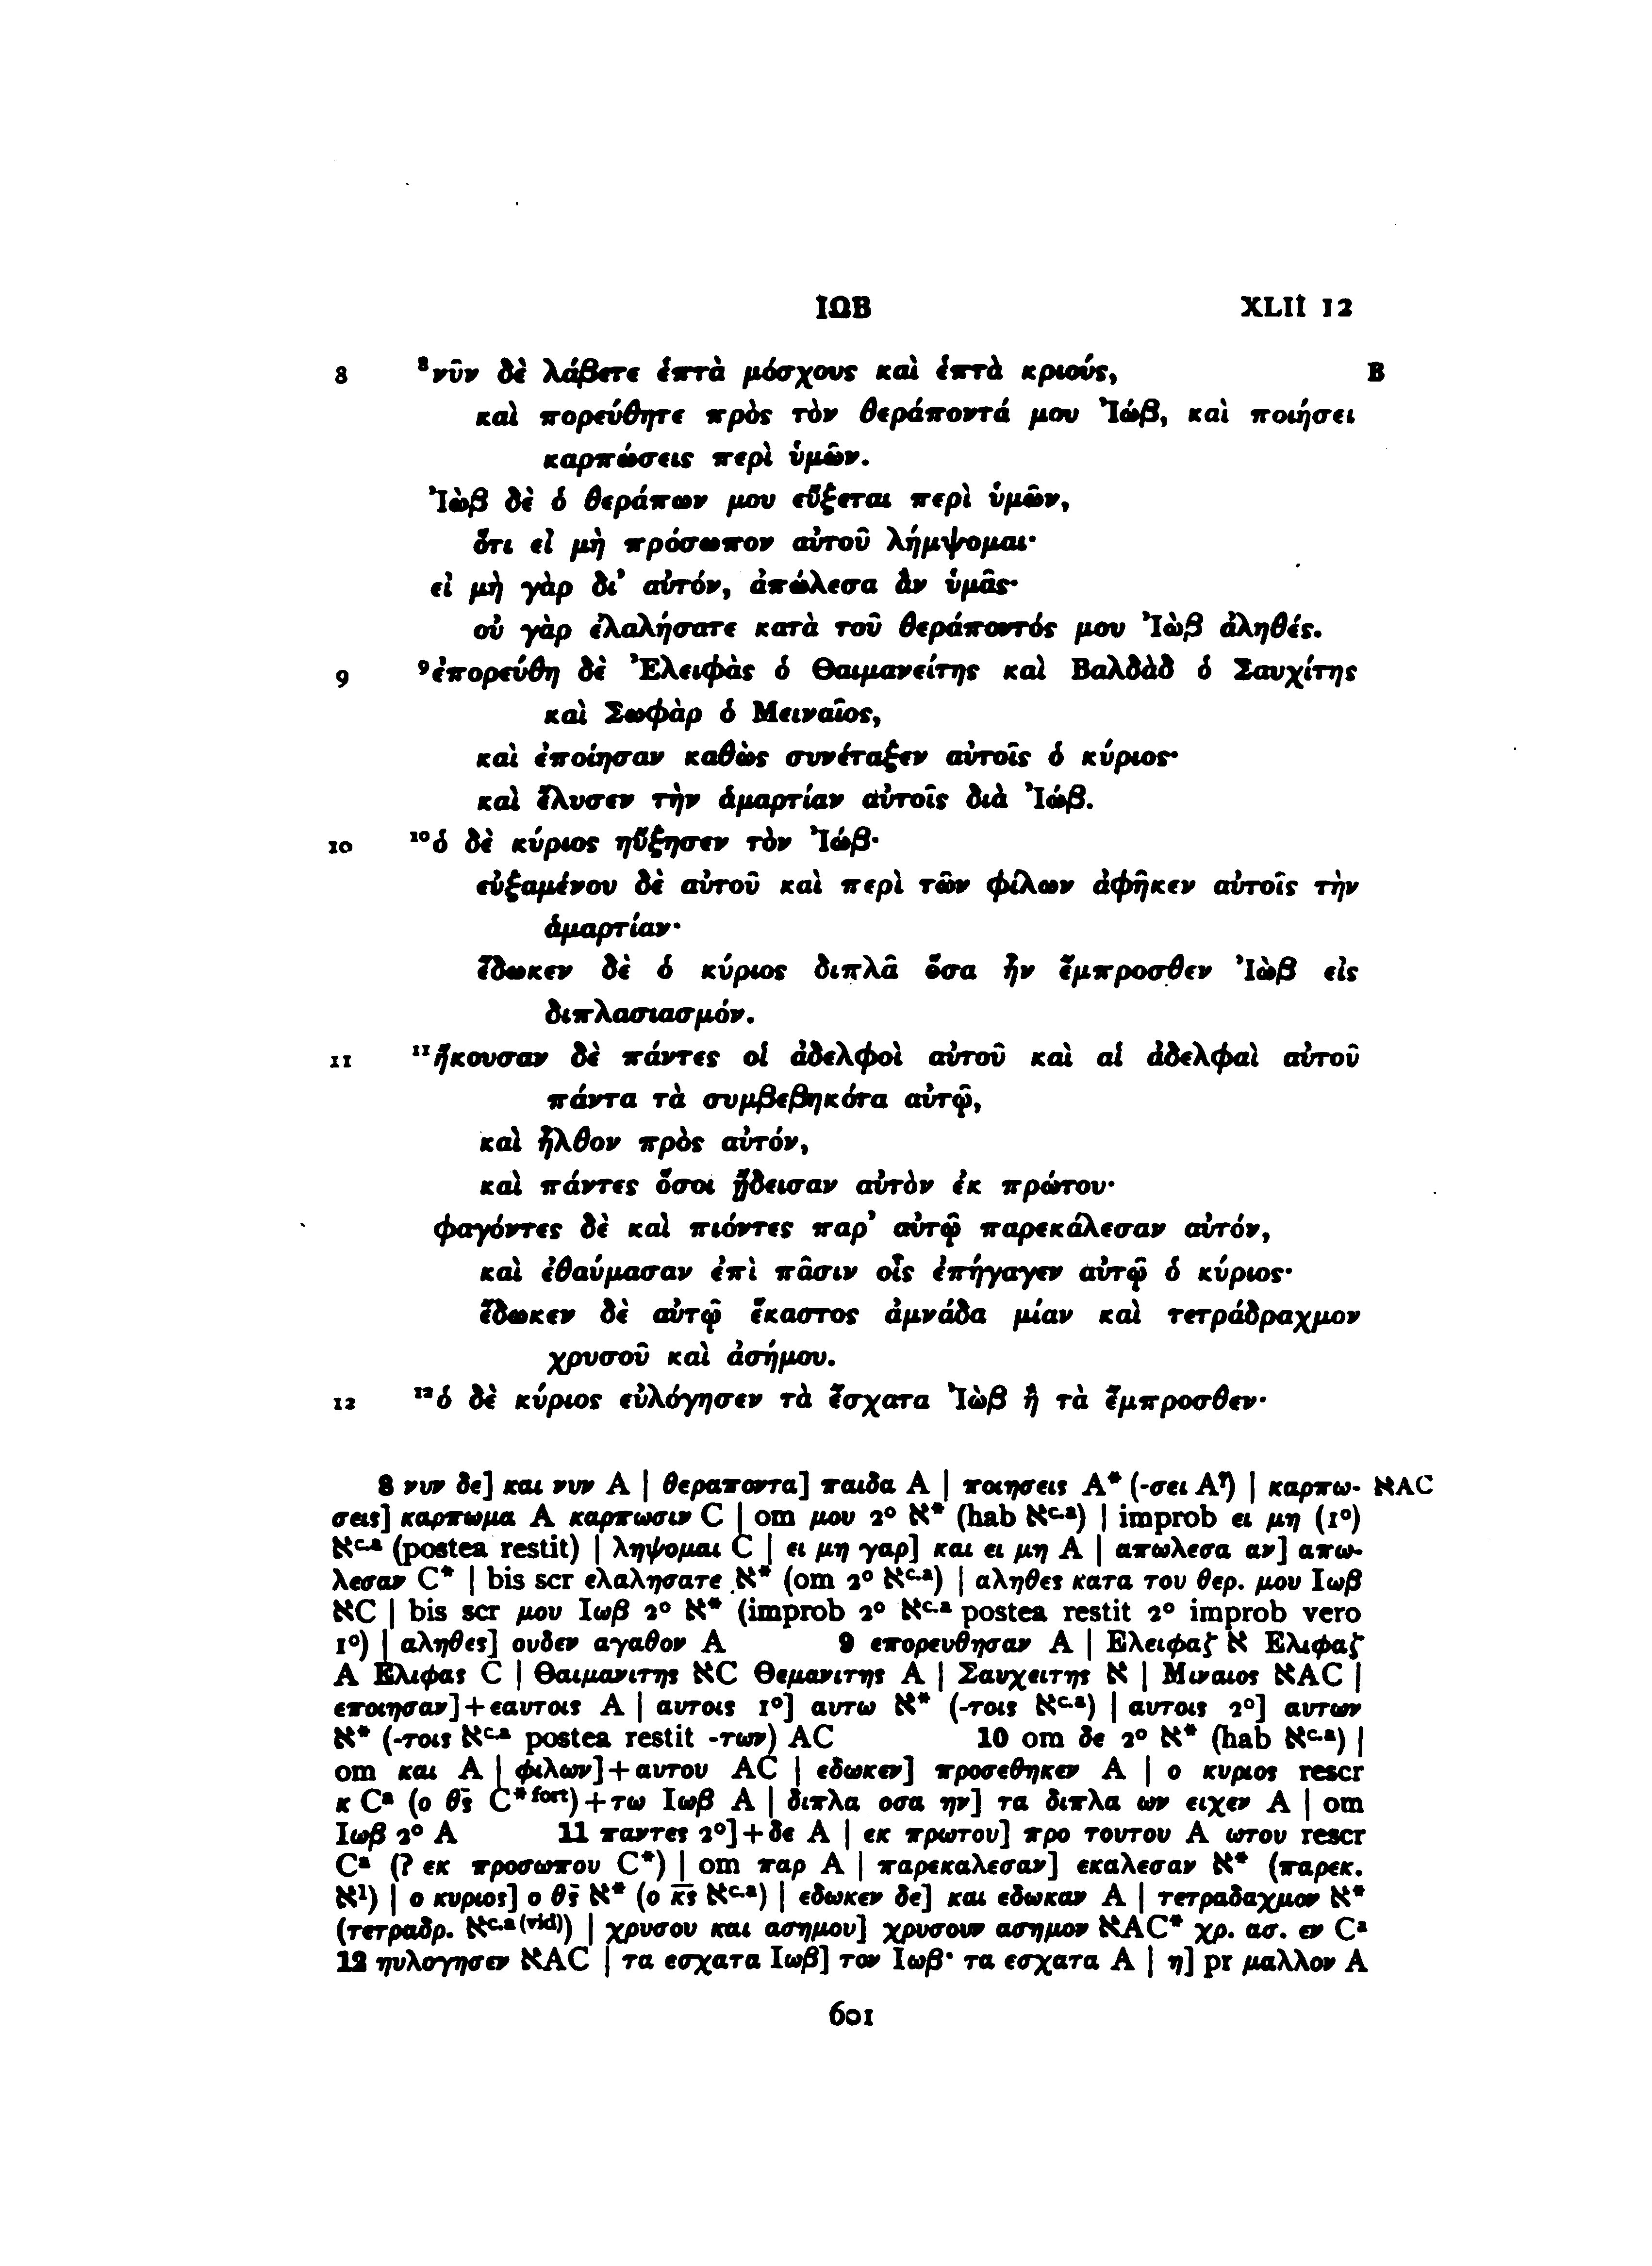 ΙΩΒ XLII 12
8 ⁸νῦν δὲ λάβετε ἑπτὰ μόσχους καὶ ἑπτὰ κριούς, B
καὶ πορεύθητε πρὸς τὸν θεράποντά μου Ἰώβ, καὶ ποιήσει
καρπώσεις περὶ ὑμῶν.
Ἰὼβ δὲ ὁ θεράπων μου εὔξεται περὶ ὑμῶν,
ὅτι εἰ μὴ πρόσωπον αὐτοῦ λήμψομαι·
εἰ μὴ γὰρ δι’ αὐτόν, ἀπώλεσα ἂν ὑμᾶς·
οὐ γὰρ ἐλαλήσατε κατὰ τοῦ θεράποντός μου Ἰὼβ ἀληθές.
9 ⁹ἐπορεύθη δὲ Ἐλειφὰς ὁ Θαιμανείτης καὶ Βαλδὰδ ὁ Σαυχίτης
καὶ Σωφὰρ ὁ Μειναῖος,
καὶ ἐποίησαν καθὼς συνέταξεν αὐτοῖς ὁ κύριος·
καὶ ἔλυσεν τὴν ἁμαρτίαν αὐτοῖς διὰ Ἰώβ.
10 ¹⁰ὁ δὲ κύριος ηὔξησεν τὸν Ἰώβ·
εὐξαμένου δὲ αὐτοῦ καὶ περὶ τῶν φίλων ἀφῆκεν αὐτοῖς τὴν
ἁμαρτίαν·
ἔδωκεν δὲ ὁ κύριος διπλᾶ ὅσα ἦν ἔμπροσθεν Ἰὼβ εἰς
διπλασιασμόν.
11 ¹¹ἤκουσαν δὲ πάντες οἱ ἀδελφοὶ αὐτοῦ καὶ αἱ ἀδελφαὶ αὐτοῦ
πάντα τὰ συμβεβηκότα αὐτῷ,
καὶ ἦλθον πρὸς αὐτόν,
καὶ πάντες ὅσοι ᾔδεισαν αὐτὸν ἐκ πρώτου·
φαγόντες δὲ καὶ πιόντες παρ’ αὐτῷ παρεκάλεσαν αὐτόν,
καὶ ἐθαύμασαν ἐπὶ πᾶσιν οἷς ἐπήγαγεν αὐτῷ ὁ κύριος·
ἔδωκεν δὲ αὐτῷ ἕκαστος ἀμνάδα μίαν καὶ τετράδραχμον
χρυσοῦ καὶ ἀσήμου.
12 ¹²ὁ δὲ κύριος εὐλόγησεν τὰ ἔσχατα Ἰὼβ ἢ τὰ ἔμπροσθεν·
8 νυν δε] και νυν A | θεραποντα] παιδα A | ποιησεις A* (-σει A?) | καρπω- אAC
σεις] καρπωμα A καρπωσιν C | om μου 2° א* (hab אc.a) | improb ει μη (1°)
אc.a (postea restit) | ληψομαι C | ει μη γαρ] και ει μη A | απωλεσα αν] απω-
λεσαν C* | bis scr ελαλησατε א* (om 2° אc.a) | αληθες κατα του θερ. μου Ιωβ
אC | bis scr μου Ιωβ 2° א* (improb 2° אc.a postea restit 2° improb vero
1°) | αληθες] ουδεν αγαθον A 9 επορευθησαν A | Ελειφαζ א Ελιφαζ
A Ελιφας C | Θαιμανιτης אC Θεμανιτης A | Σαυχειτης א | Μιναιος אAC |
εποιησαν]+εαυτοις A | αυτοις 1°] αυτω א* (-τοις אc.a) | αυτοις 2°] αυτων
א* (-τοις אc.a postea restit -των) AC 10 om δε 2° א* (hab אc.a) |
om και A | φιλων]+αυτου AC | εδωκεν] προσεθηκεν A | ο κυριος rescr
κ Ca (ο θς̅ C* fort)+τω Ιωβ A | διπλα οσα ην] τα διπλα ων ειχεν A | om
Ιωβ 2° A 11 παντες 2°]+δε A | εκ πρωτου] προ τουτου A ωτου rescr
Ca (? εκ προσωπου C*) | om παρ A | παρεκαλεσαν] εκαλεσαν א* (παρεκ.
א1) | ο κυριος] ο θς̅ א* (ο κς̅ אc.a) | εδωκεν δε] και εδωκαν A | τετραδαχμον א*
(τετραδρ. אc.a (vid)) | χρυσου και ασημου] χρυσουν ασημον אAC* χρ. ασ. εν Ca
12 ηυλογησεν אAC | τα εσχατα Ιωβ] τον Ιωβ· τα εσχατα A | η] pr μαλλον A
601